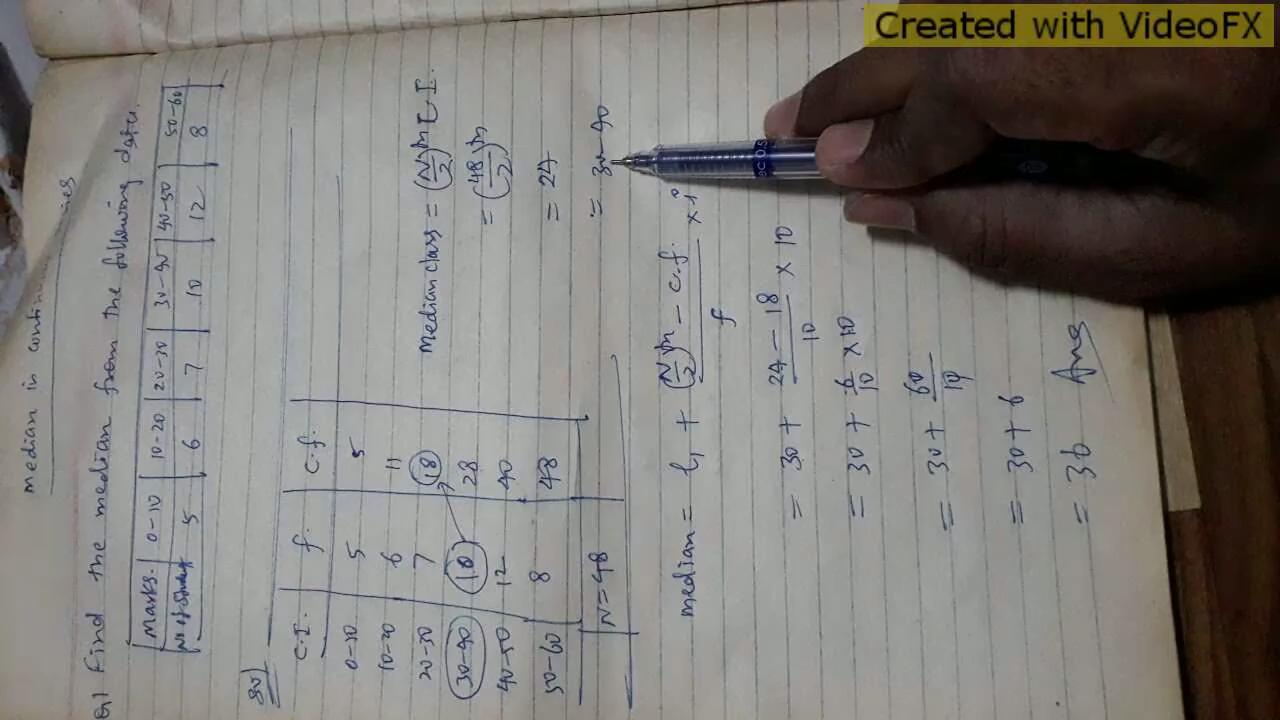 Created with VideoFX
median in
Q1) Find the median from the following data.
Marks. 0-10 10-20 20-30 30-40 40-50 50-60
5 6 7 10 12 8
C.I. f. C.f.
0-10 5 5
10-20 6 11
20-30 7 18
30-40 10 28
40-50 12 40
50-60 8 48
N=48
Median class = (N/2)th C.I.
= (48/2)th
= 24
= 30-40
median = l1 + (N/2)th - c.f. / f × i
= 30 + 24-18/10 × 10
= 30 + 6/10 × 10
= 30 + 60/10
= 30 + 6
= 36 Ans
0.5